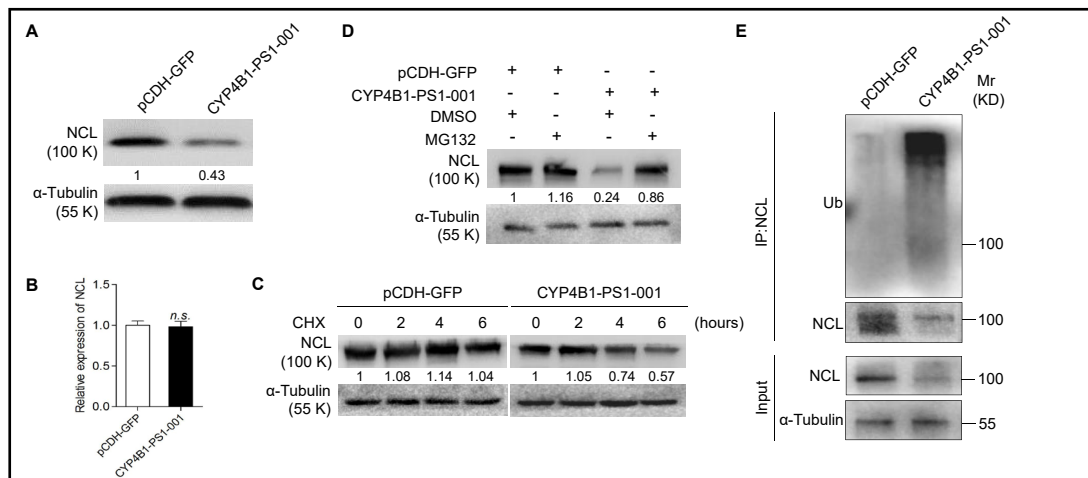 A
pCDH-GFP
CYP4B1-PS1-001
NCL
(100 K)
1 0.43
α-Tubulin
(55 K)
B
Relative expression of NCL
1.5
1.0
0.5
0.0
n.s.
pCDH-GFP
CYP4B1-PS1-001
C
pCDH-GFP CYP4B1-PS1-001
CHX 0 2 4 6 0 2 4 6 (hours)
NCL
(100 K)
1 1.08 1.14 1.04 1 1.05 0.74 0.57
α-Tubulin
(55 K)
D
pCDH-GFP + + - -
CYP4B1-PS1-001 - - + +
DMSO + - + -
MG132 - + - +
NCL
(100 K)
1 1.16 0.24 0.86
α-Tubulin
(55 K)
E
pCDH-GFP
CYP4B1-PS1-001
Mr
(KD)
IP:NCL
Ub
100
NCL
100
Input
NCL
100
α-Tubulin
55